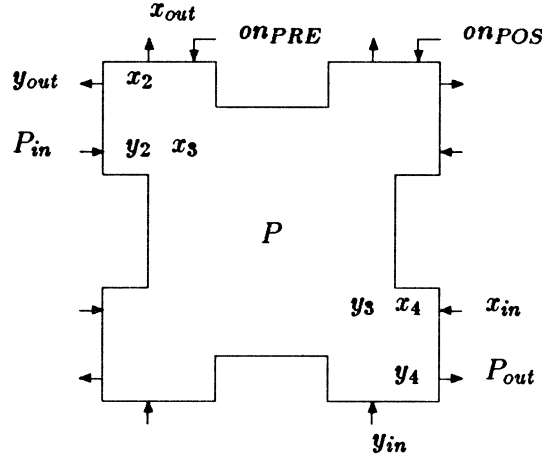 x_out
on_PRE on_POS
y_out x_2
P_in y_2 x_3
P
y_3 x_4 x_in
y_4 P_out
y_in